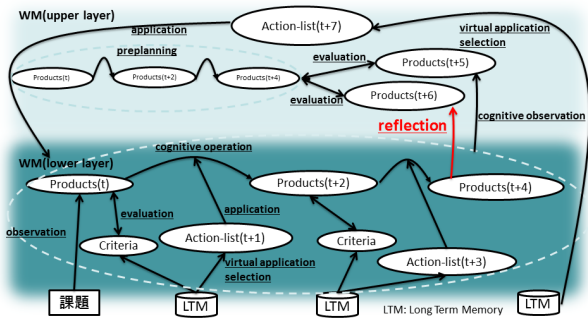 WM(upper layer)
application
Action-list(t+7)
virtual application
selection
preplanning
evaluation
Products(t+5)
Products(t)
Products(t+2)
Products(t+4)
evaluation
Products(t+6)
reflection
cognitive observation
WM(lower layer)
cognitive operation
Products(t)
Products(t+2)
Products(t+4)
evaluation
application
observation
Criteria
Action-list(t+1)
Criteria
Action-list(t+3)
virtual application
selection
課題
LTM
LTM
LTM: Long Term Memory
LTM